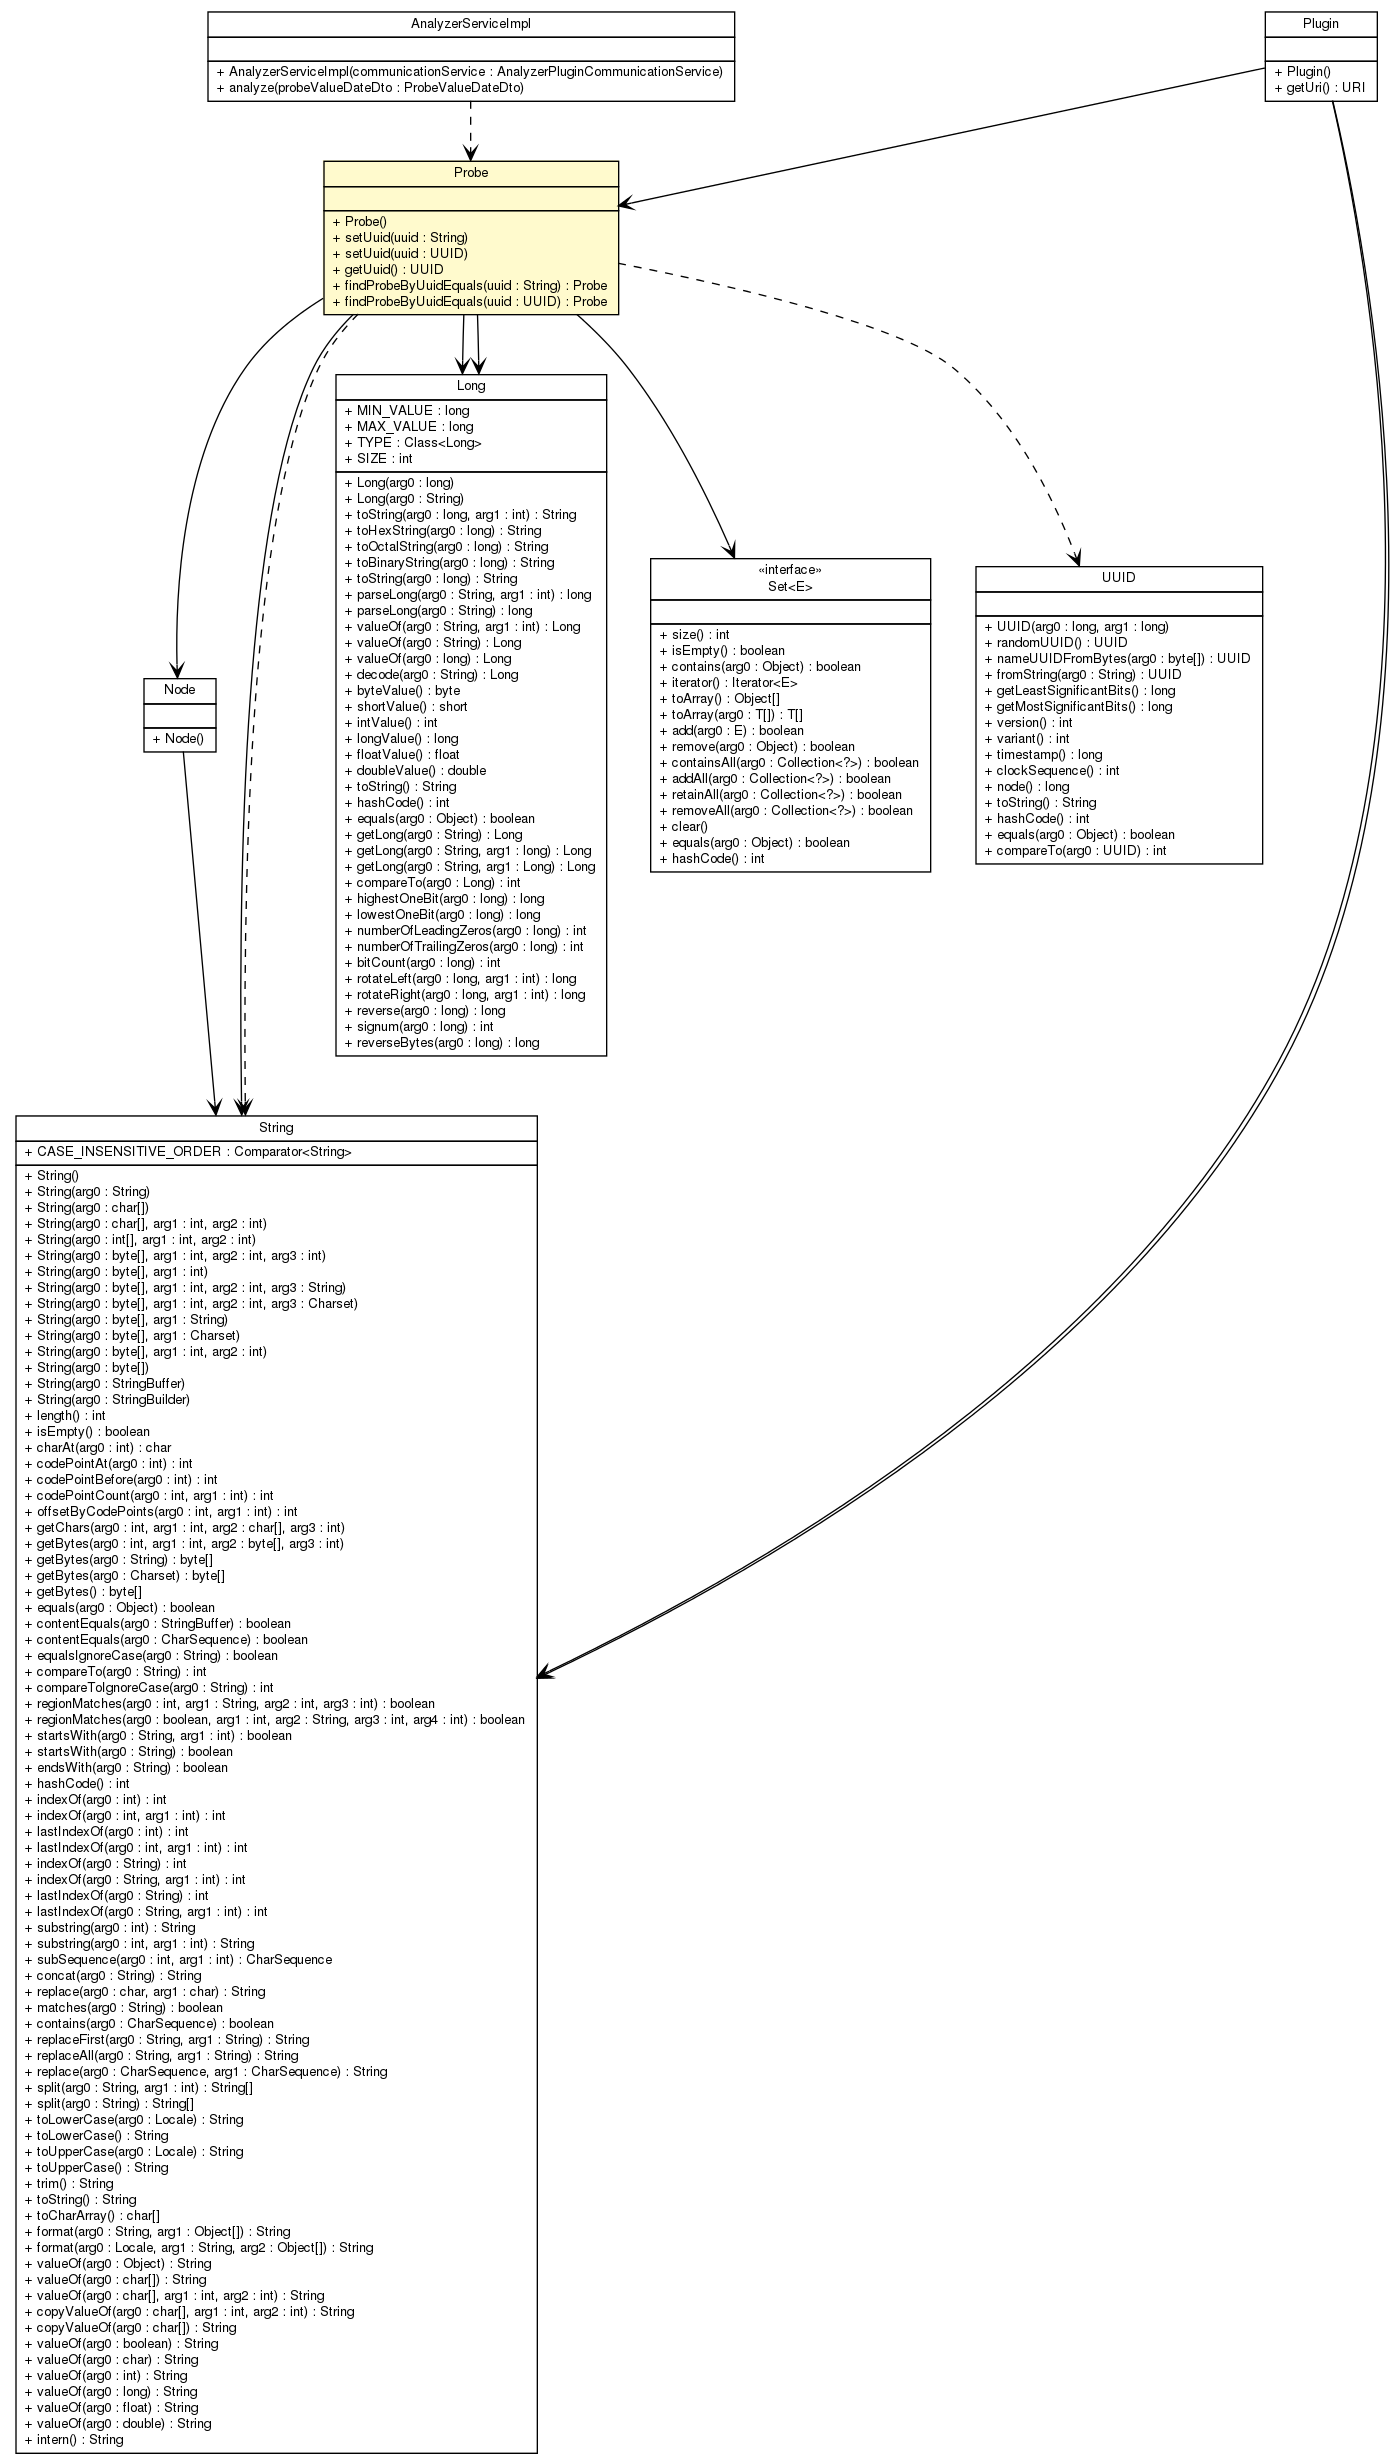 AnalyzerServiceImpl
+ AnalyzerServiceImpl(communicationService : AnalyzerPluginCommunicationService)
+ analyze(probeValueDateDto : ProbeValueDateDto)
Plugin
+ Plugin()
+ getUri() : URI
Probe
+ Probe()
+ setUuid(uuid : String)
+ setUuid(uuid : UUID)
+ getUuid() : UUID
+ findProbeByUuidEquals(uuid : String) : Probe
+ findProbeByUuidEquals(uuid : UUID) : Probe
Long
+ MIN_VALUE : long
+ MAX_VALUE : long
+ TYPE : Class<Long>
+ SIZE : int
+ Long(arg0 : long)
+ Long(arg0 : String)
+ toString(arg0 : long, arg1 : int) : String
+ toHexString(arg0 : long) : String
+ toOctalString(arg0 : long) : String
+ toBinaryString(arg0 : long) : String
+ toString(arg0 : long) : String
+ parseLong(arg0 : String, arg1 : int) : long
+ parseLong(arg0 : String) : long
+ valueOf(arg0 : String, arg1 : int) : Long
+ valueOf(arg0 : String) : Long
+ valueOf(arg0 : long) : Long
+ decode(arg0 : String) : Long
+ byteValue() : byte
+ shortValue() : short
+ intValue() : int
+ longValue() : long
+ floatValue() : float
+ doubleValue() : double
+ toString() : String
+ hashCode() : int
+ equals(arg0 : Object) : boolean
+ getLong(arg0 : String) : Long
+ getLong(arg0 : String, arg1 : long) : Long
+ getLong(arg0 : String, arg1 : Long) : Long
+ compareTo(arg0 : Long) : int
+ highestOneBit(arg0 : long) : long
+ lowestOneBit(arg0 : long) : long
+ numberOfLeadingZeros(arg0 : long) : int
+ numberOfTrailingZeros(arg0 : long) : int
+ bitCount(arg0 : long) : int
+ rotateLeft(arg0 : long, arg1 : int) : long
+ rotateRight(arg0 : long, arg1 : int) : long
+ reverse(arg0 : long) : long
+ signum(arg0 : long) : int
+ reverseBytes(arg0 : long) : long
«interface»
Set<E>
+ size() : int
+ isEmpty() : boolean
+ contains(arg0 : Object) : boolean
+ iterator() : Iterator<E>
+ toArray() : Object[]
+ toArray(arg0 : T[]) : T[]
+ add(arg0 : E) : boolean
+ remove(arg0 : Object) : boolean
+ containsAll(arg0 : Collection<?>) : boolean
+ addAll(arg0 : Collection<?>) : boolean
+ retainAll(arg0 : Collection<?>) : boolean
+ removeAll(arg0 : Collection<?>) : boolean
+ clear()
+ equals(arg0 : Object) : boolean
+ hashCode() : int
UUID
+ UUID(arg0 : long, arg1 : long)
+ randomUUID() : UUID
+ nameUUIDFromBytes(arg0 : byte[]) : UUID
+ fromString(arg0 : String) : UUID
+ getLeastSignificantBits() : long
+ getMostSignificantBits() : long
+ version() : int
+ variant() : int
+ timestamp() : long
+ clockSequence() : int
+ node() : long
+ toString() : String
+ hashCode() : int
+ equals(arg0 : Object) : boolean
+ compareTo(arg0 : UUID) : int
Node
+ Node()
String
+ CASE_INSENSITIVE_ORDER : Comparator<String>
+ String()
+ String(arg0 : String)
+ String(arg0 : char[])
+ String(arg0 : char[], arg1 : int, arg2 : int)
+ String(arg0 : int[], arg1 : int, arg2 : int)
+ String(arg0 : byte[], arg1 : int, arg2 : int, arg3 : int)
+ String(arg0 : byte[], arg1 : int)
+ String(arg0 : byte[], arg1 : int, arg2 : int, arg3 : String)
+ String(arg0 : byte[], arg1 : int, arg2 : int, arg3 : Charset)
+ String(arg0 : byte[], arg1 : String)
+ String(arg0 : byte[], arg1 : Charset)
+ String(arg0 : byte[], arg1 : int, arg2 : int)
+ String(arg0 : byte[])
+ String(arg0 : StringBuffer)
+ String(arg0 : StringBuilder)
+ length() : int
+ isEmpty() : boolean
+ charAt(arg0 : int) : char
+ codePointAt(arg0 : int) : int
+ codePointBefore(arg0 : int) : int
+ codePointCount(arg0 : int, arg1 : int) : int
+ offsetByCodePoints(arg0 : int, arg1 : int) : int
+ getChars(arg0 : int, arg1 : int, arg2 : char[], arg3 : int)
+ getBytes(arg0 : int, arg1 : int, arg2 : byte[], arg3 : int)
+ getBytes(arg0 : String) : byte[]
+ getBytes(arg0 : Charset) : byte[]
+ getBytes() : byte[]
+ equals(arg0 : Object) : boolean
+ contentEquals(arg0 : StringBuffer) : boolean
+ contentEquals(arg0 : CharSequence) : boolean
+ equalsIgnoreCase(arg0 : String) : boolean
+ compareTo(arg0 : String) : int
+ compareToIgnoreCase(arg0 : String) : int
+ regionMatches(arg0 : int, arg1 : String, arg2 : int, arg3 : int) : boolean
+ regionMatches(arg0 : boolean, arg1 : int, arg2 : String, arg3 : int, arg4 : int) : boolean
+ startsWith(arg0 : String, arg1 : int) : boolean
+ startsWith(arg0 : String) : boolean
+ endsWith(arg0 : String) : boolean
+ hashCode() : int
+ indexOf(arg0 : int) : int
+ indexOf(arg0 : int, arg1 : int) : int
+ lastIndexOf(arg0 : int) : int
+ lastIndexOf(arg0 : int, arg1 : int) : int
+ indexOf(arg0 : String) : int
+ indexOf(arg0 : String, arg1 : int) : int
+ lastIndexOf(arg0 : String) : int
+ lastIndexOf(arg0 : String, arg1 : int) : int
+ substring(arg0 : int) : String
+ substring(arg0 : int, arg1 : int) : String
+ subSequence(arg0 : int, arg1 : int) : CharSequence
+ concat(arg0 : String) : String
+ replace(arg0 : char, arg1 : char) : String
+ matches(arg0 : String) : boolean
+ contains(arg0 : CharSequence) : boolean
+ replaceFirst(arg0 : String, arg1 : String) : String
+ replaceAll(arg0 : String, arg1 : String) : String
+ replace(arg0 : CharSequence, arg1 : CharSequence) : String
+ split(arg0 : String, arg1 : int) : String[]
+ split(arg0 : String) : String[]
+ toLowerCase(arg0 : Locale) : String
+ toLowerCase() : String
+ toUpperCase(arg0 : Locale) : String
+ toUpperCase() : String
+ trim() : String
+ toString() : String
+ toCharArray() : char[]
+ format(arg0 : String, arg1 : Object[]) : String
+ format(arg0 : Locale, arg1 : String, arg2 : Object[]) : String
+ valueOf(arg0 : Object) : String
+ valueOf(arg0 : char[]) : String
+ valueOf(arg0 : char[], arg1 : int, arg2 : int) : String
+ copyValueOf(arg0 : char[], arg1 : int, arg2 : int) : String
+ copyValueOf(arg0 : char[]) : String
+ valueOf(arg0 : boolean) : String
+ valueOf(arg0 : char) : String
+ valueOf(arg0 : int) : String
+ valueOf(arg0 : long) : String
+ valueOf(arg0 : float) : String
+ valueOf(arg0 : double) : String
+ intern() : String